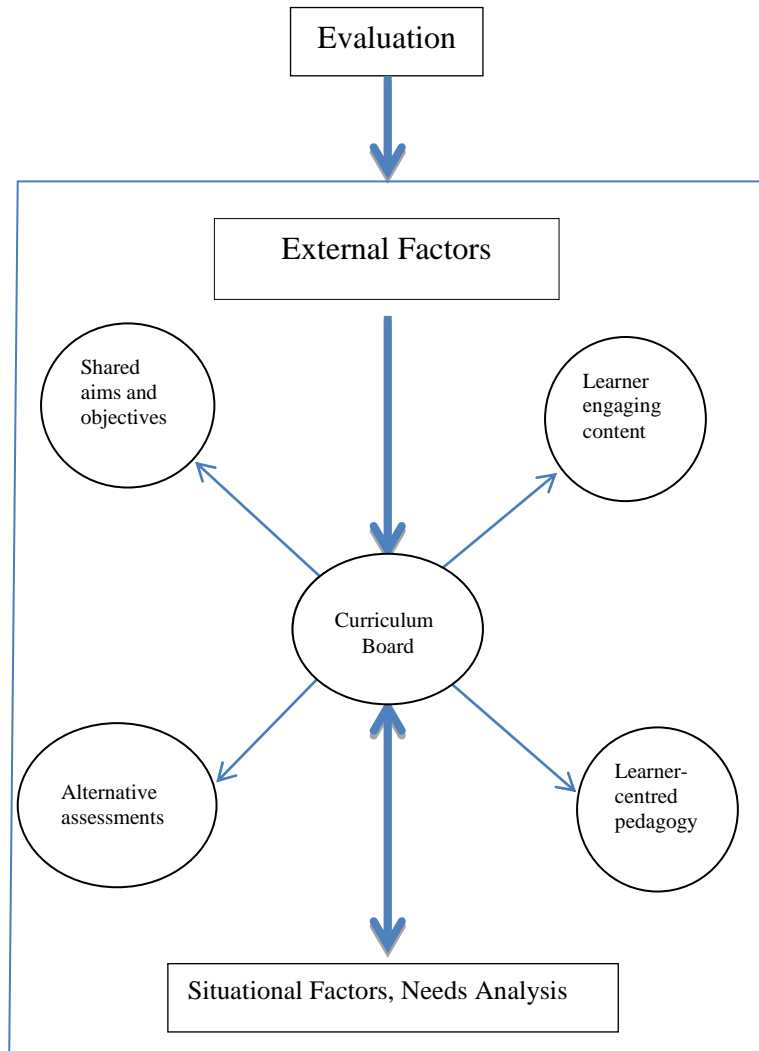 Evaluation
External Factors
Shared
aims and
objectives
Learner
engaging
content
Curriculum
Board
Alternative
assessments
Learner-
centred
pedagogy
Situational Factors, Needs Analysis